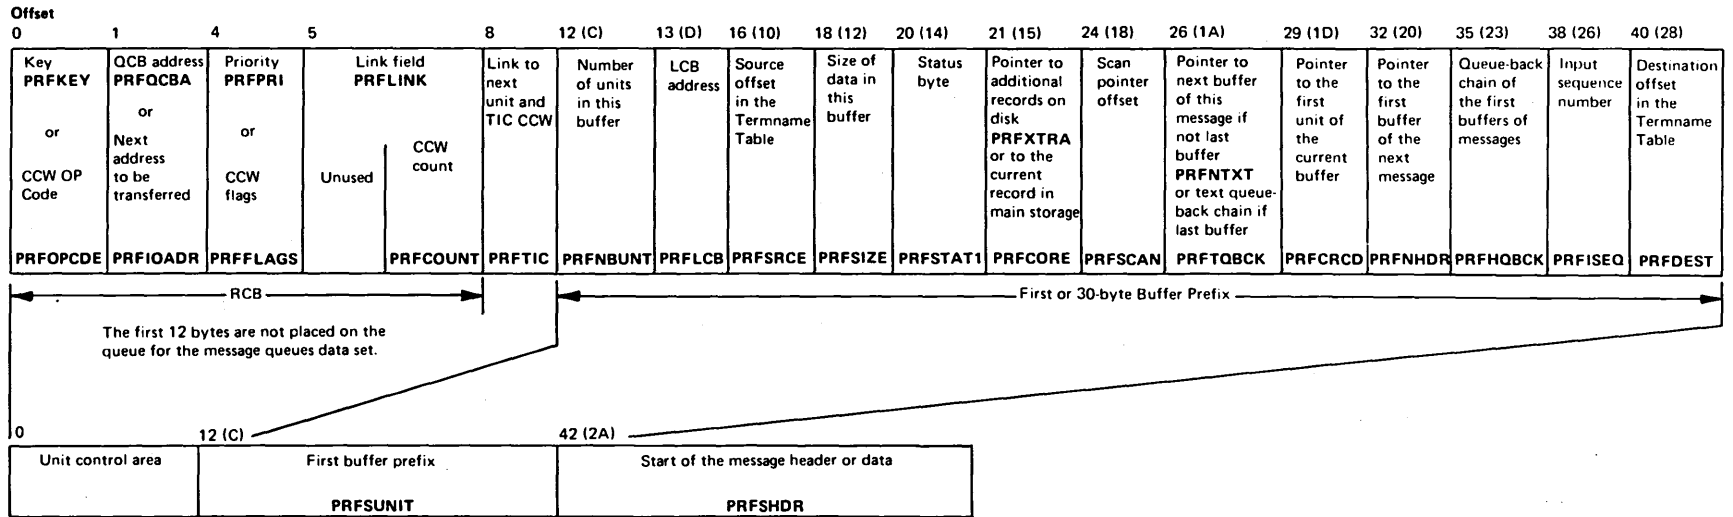 Offset
0 1 4 5 8 12 (C) 13 (D) 16 (10) 18 (12) 20 (14) 21 (15) 24 (18) 26 (1A) 29 (1D) 32 (20) 35 (23) 38 (26) 40 (28)
Key
PRFKEY
or
CCW OP
Code
PRFOPCDE
QCB address
PRFQCBA
or
Next
address
to be
transferred
PRFIOADR
Priority
PRFPRI
or
CCW
flags
PRFFLAGS
Link field
PRFLINK
Unused
CCW
count
PRFCOUNT
Link to
next
unit and
TIC CCW
PRFTIC
Number
of units
in this
buffer
PRFNBUNT
LCB
address
PRFLCB
Source
offset
in the
Termname
Table
PRFSRCE
Size of
data in
this
buffer
PRFSIZE
Status
byte
PRFSTAT1
Pointer to
additional
records on
disk
PRFXTRA
or to the
current
record in
main storage
PRFCORE
Scan
pointer
offset
PRFSCAN
Pointer to
next buffer
of this
message if
not last
buffer
PRFNTXT
or text queue-
back chain if
last buffer
PRFTQBCK
Pointer
to the
first
unit of the
current
buffer
PRFCRCD
Pointer
to the
first
buffer
of the
next
message
PRFNHDR
Queue-back
chain of
the first
buffers of
messages
PRFHQBCK
Input
sequence
number
PRFISEQ
Destination
offset
in the
Termname
Table
PRFDEST
RCB
First or 30-byte Buffer Prefix
The first 12 bytes are not placed on the
queue for the message queues data set.
0 12 (C) 42 (2A)
Unit control area
First buffer prefix
PRFSUNIT
Start of the message header or data
PRFSHDR